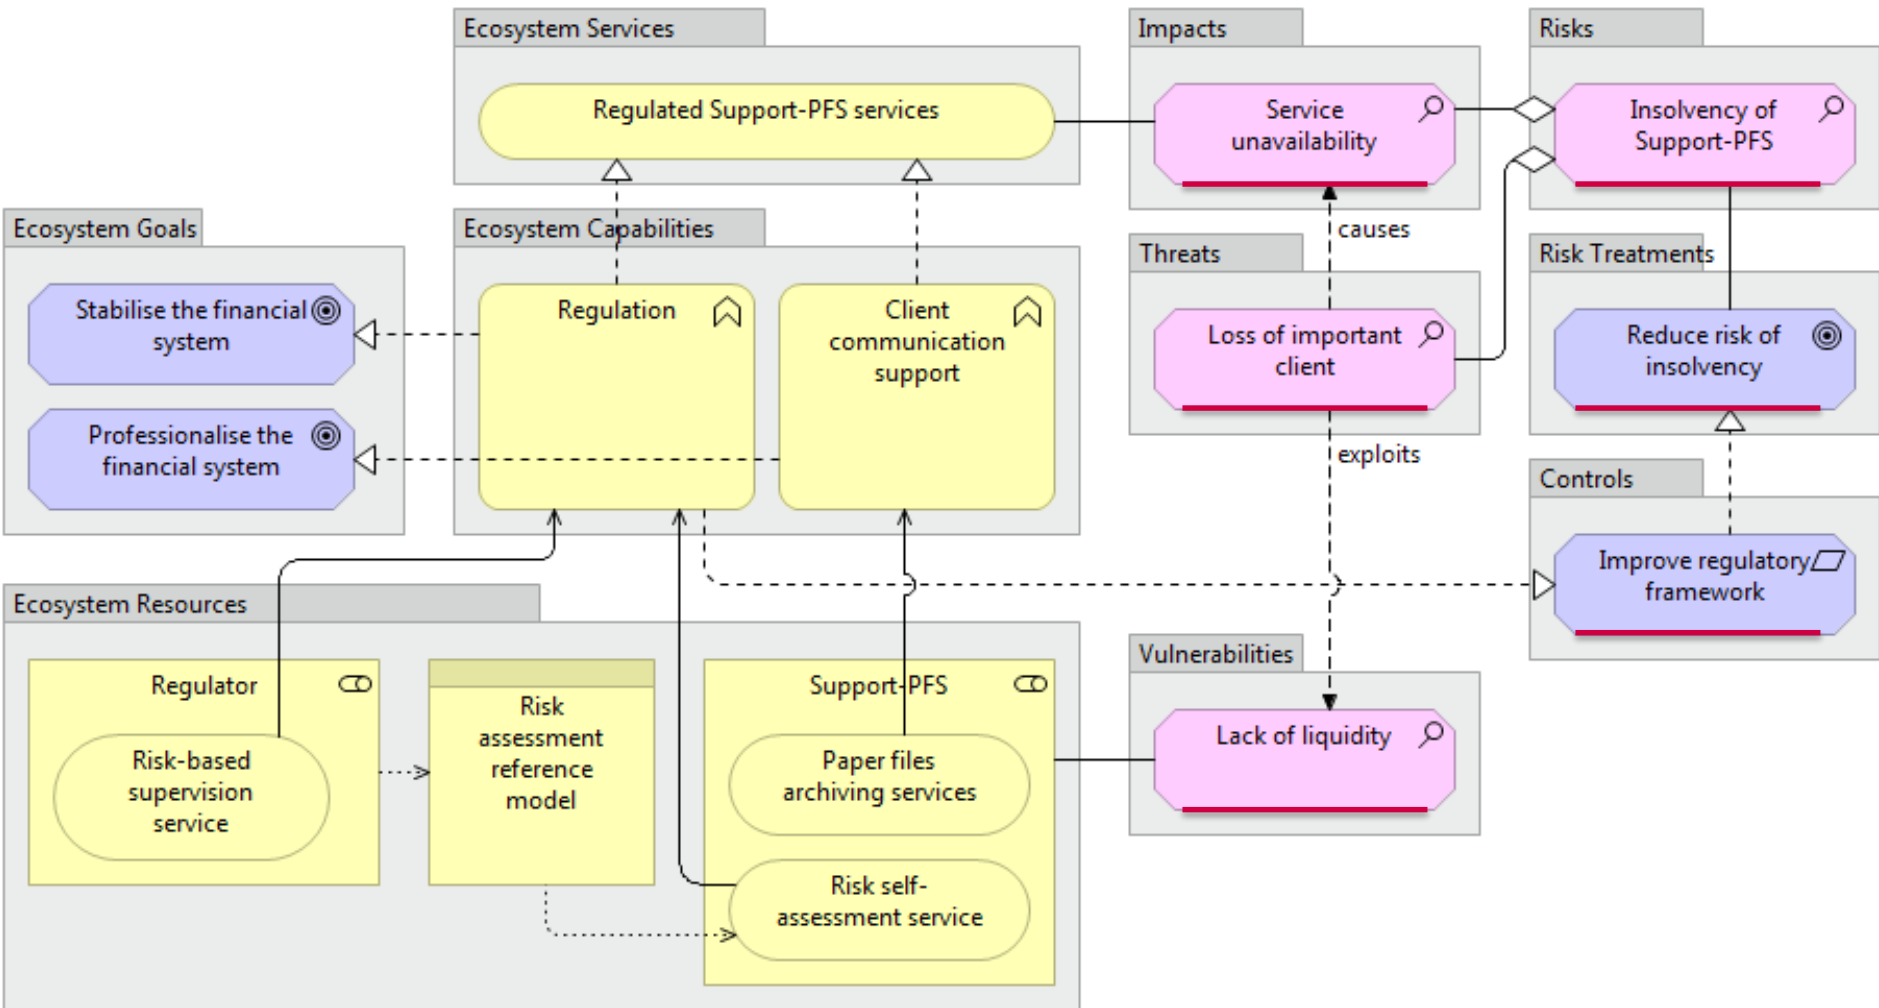 Ecosystem Services
Regulated Support-PFS services
Impacts
Service
unavailability
Risks
Insolvency of
Support-PFS
Ecosystem Goals
Stabilise the financial
system
Professionalise the
financial system
Ecosystem Capabilities
Regulation
Client
communication
support
causes
Threats
Loss of important
client
exploits
Risk Treatments
Reduce risk of
insolvency
Controls
Improve regulatory
framework
Ecosystem Resources
Regulator
Risk-based
supervision
service
Risk
assessment
reference
model
Support-PFS
Paper files
archiving services
Risk self-
assessment service
Vulnerabilities
Lack of liquidity